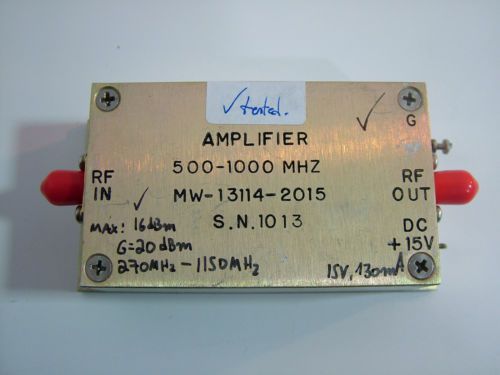 ✓ tested.
G
AMPLIFIER
500-1000 MHZ
RF IN
MW-13114-2015
RF OUT
S.N.1013
DC +15V
MAX: 16dBm
G=20dBm
270MHz - 1150MHz
15V, 130mA